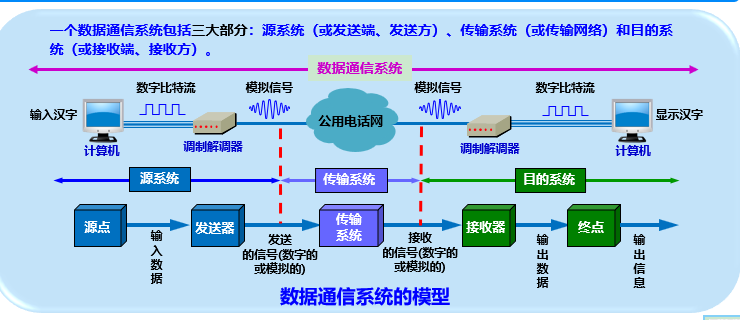 一个数据通信系统包括三大部分：源系统（或发送端、发送方）、传输系统（或传输网络）和目的系
统（或接收端、接收方）。
数据通信系统
数字比特流
模拟信号
模拟信号
数字比特流
输入汉字
公用电话网
显示汉字
计算机
调制解调器
调制解调器
计算机
源系统
传输系统
目的系统
源点
输入数据
发送器
发送
的信号(数字的
或模拟的)
传输
系统
接收
的信号(数字的
或模拟的)
接收器
输出数据
终点
输出信息
数据通信系统的模型